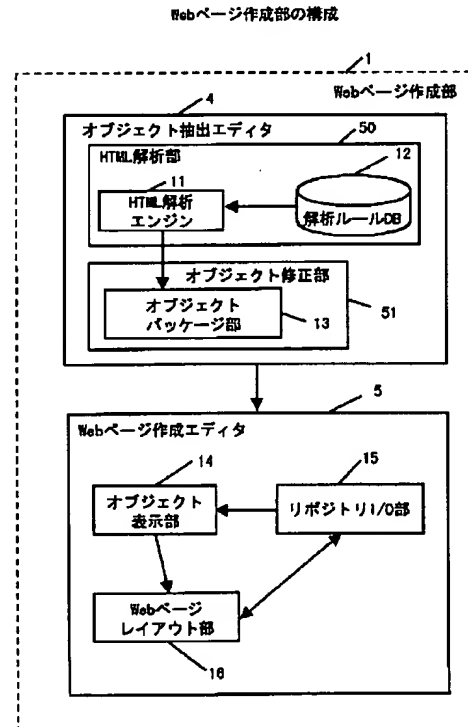 Webページ作成部の構成
1
Webページ作成部
4
オブジェクト抽出エディタ
50
HTML解析部
12
11
HTML解析
エンジン
解析ルールDB
オブジェクト修正部
オブジェクト
パッケージ部
13
51
5
Webページ作成エディタ
14
15
オブジェクト
表示部
リポジトリI/O部
Webページ
レイアウト部
16